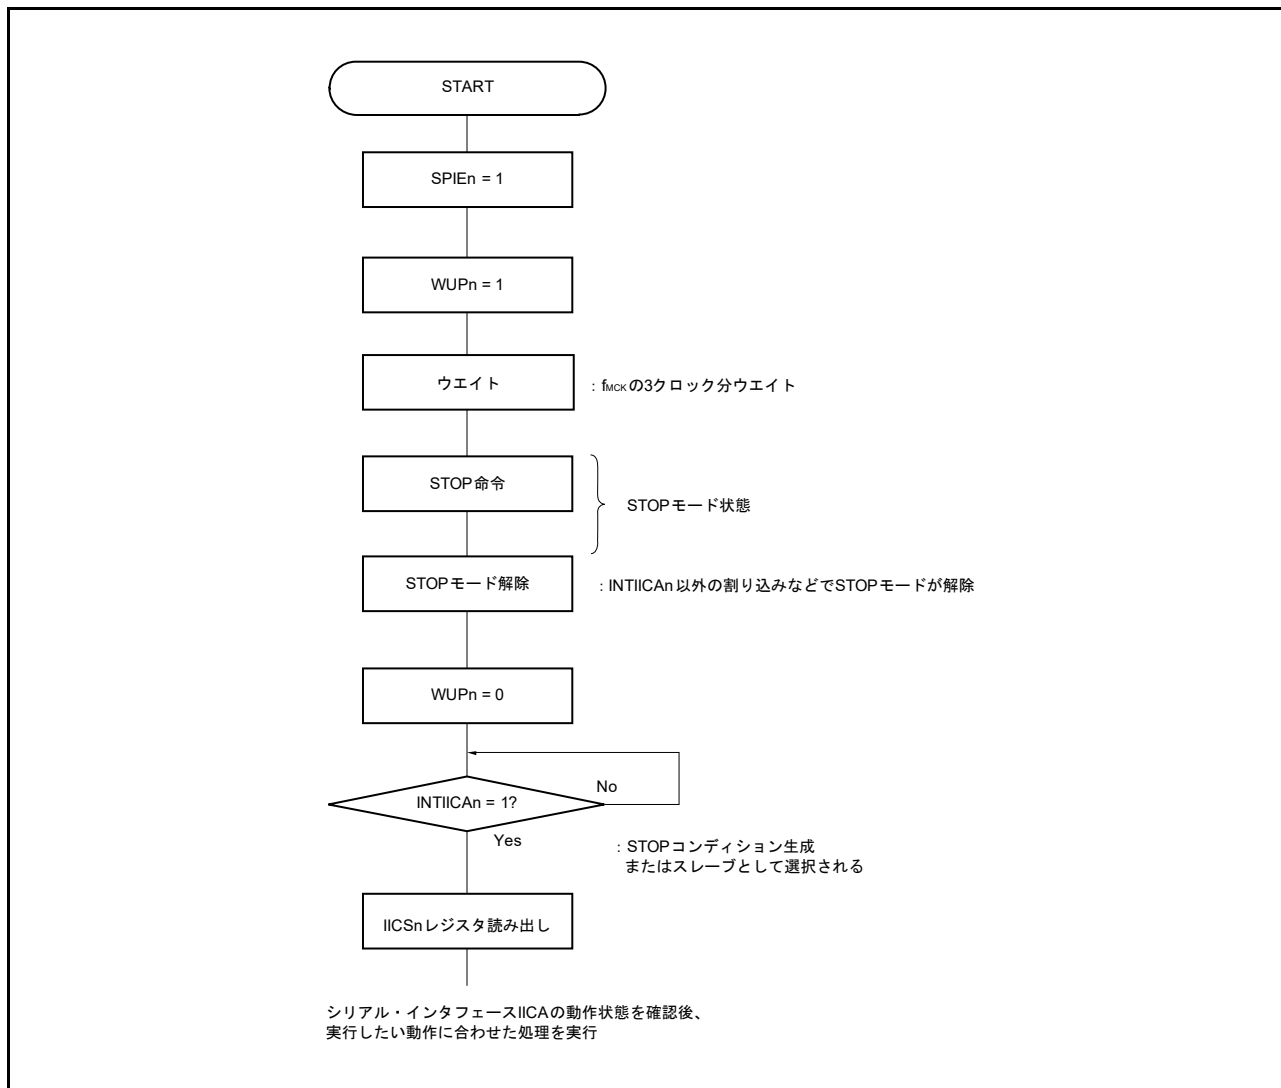 START
SPIEn = 1
WUPn = 1
ウエイト
: fMCKの3クロック分ウエイト
STOP命令
STOPモード状態
STOPモード解除
: INTIICAn以外の割り込みなどでSTOPモードが解除
WUPn = 0
No
INTIICAn = 1?
Yes
: STOPコンディション生成
またはスレーブとして選択される
IICSnレジスタ読み出し
シリアル・インタフェースIICAの動作状態を確認後、
実行したい動作に合わせた処理を実行